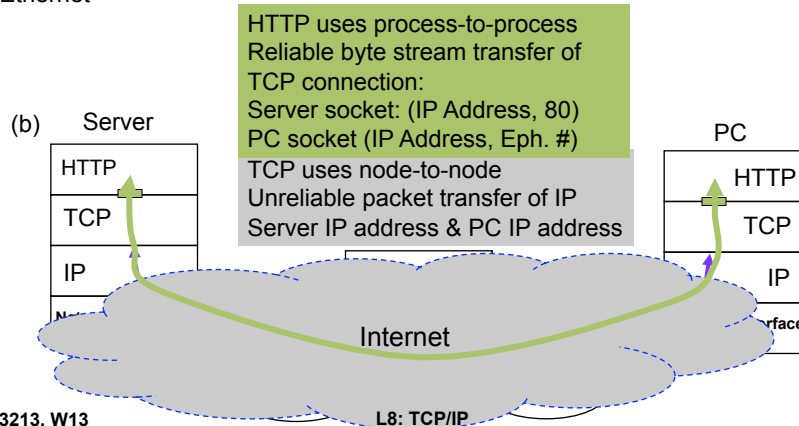 Ethernet
HTTP uses process-to-process
Reliable byte stream transfer of
TCP connection:
Server socket: (IP Address, 80)
PC socket (IP Address, Eph. #)
TCP uses node-to-node
Unreliable packet transfer of IP
Server IP address & PC IP address
(b)
Server
HTTP
TCP
IP
PC
HTTP
TCP
IP
Internet
3213, W13
L8: TCP/IP